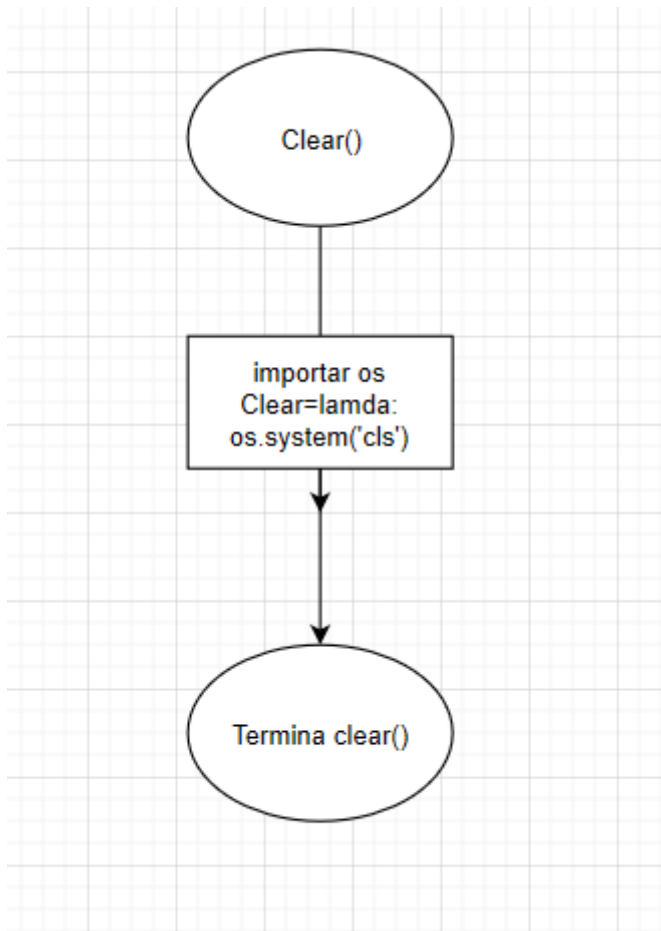 Clear()
importar os
Clear=lamda:
os.system('cls')
Termina clear()